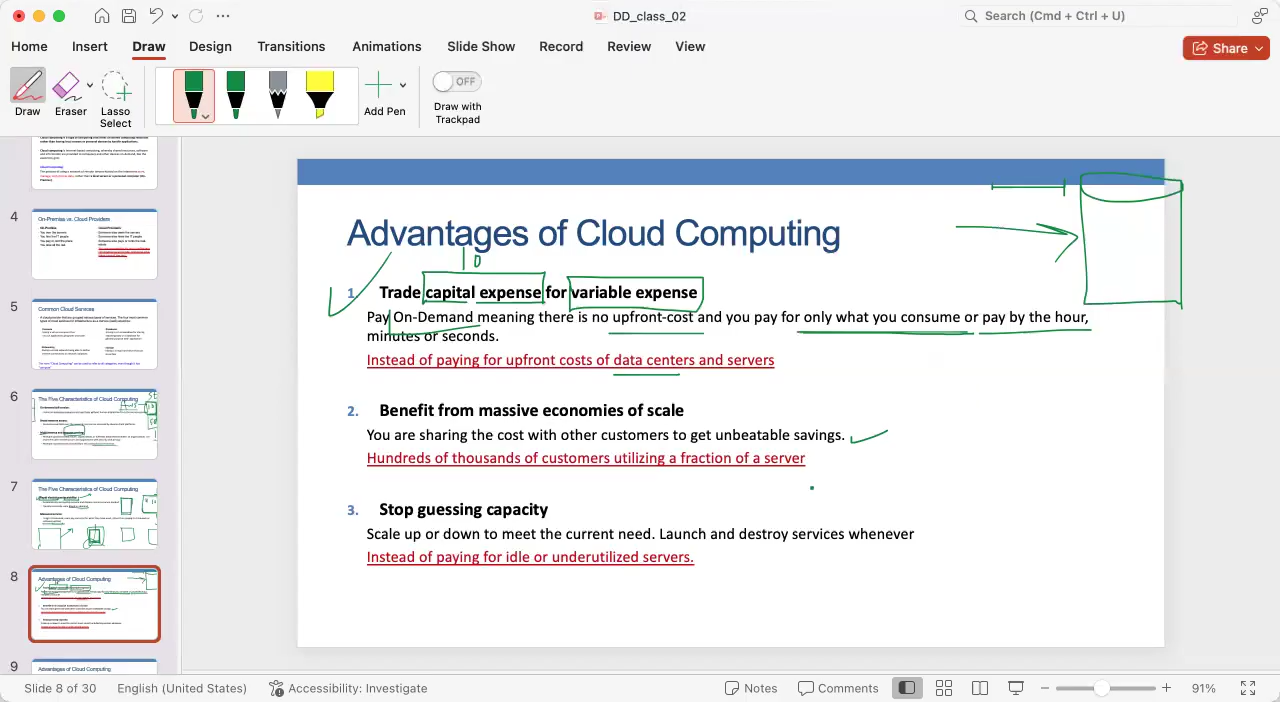 DD_class_02
Search (Cmd + Ctrl + U)
Home Insert Draw Design Transitions Animations Slide Show Record Review View
Share
OFF
Draw Eraser Lasso Select Add Pen Draw with Trackpad
4
On-Premise vs. Cloud Providers
5
Common Cloud Services
6
The Five Characteristics of Cloud Computing
7
The Five Characteristics of Cloud Computing
8
Advantages of Cloud Computing
9
Advantages of Cloud Computing
Advantages of Cloud Computing
1. Trade capital expense for variable expense
Pay On-Demand meaning there is no upfront-cost and you pay for only what you consume or pay by the hour,
minutes or seconds.
Instead of paying for upfront costs of data centers and servers
2. Benefit from massive economies of scale
You are sharing the cost with other customers to get unbeatable savings.
Hundreds of thousands of customers utilizing a fraction of a server
3. Stop guessing capacity
Scale up or down to meet the current need. Launch and destroy services whenever
Instead of paying for idle or underutilized servers.
Slide 8 of 30 English (United States) Accessibility: Investigate Notes Comments 91%